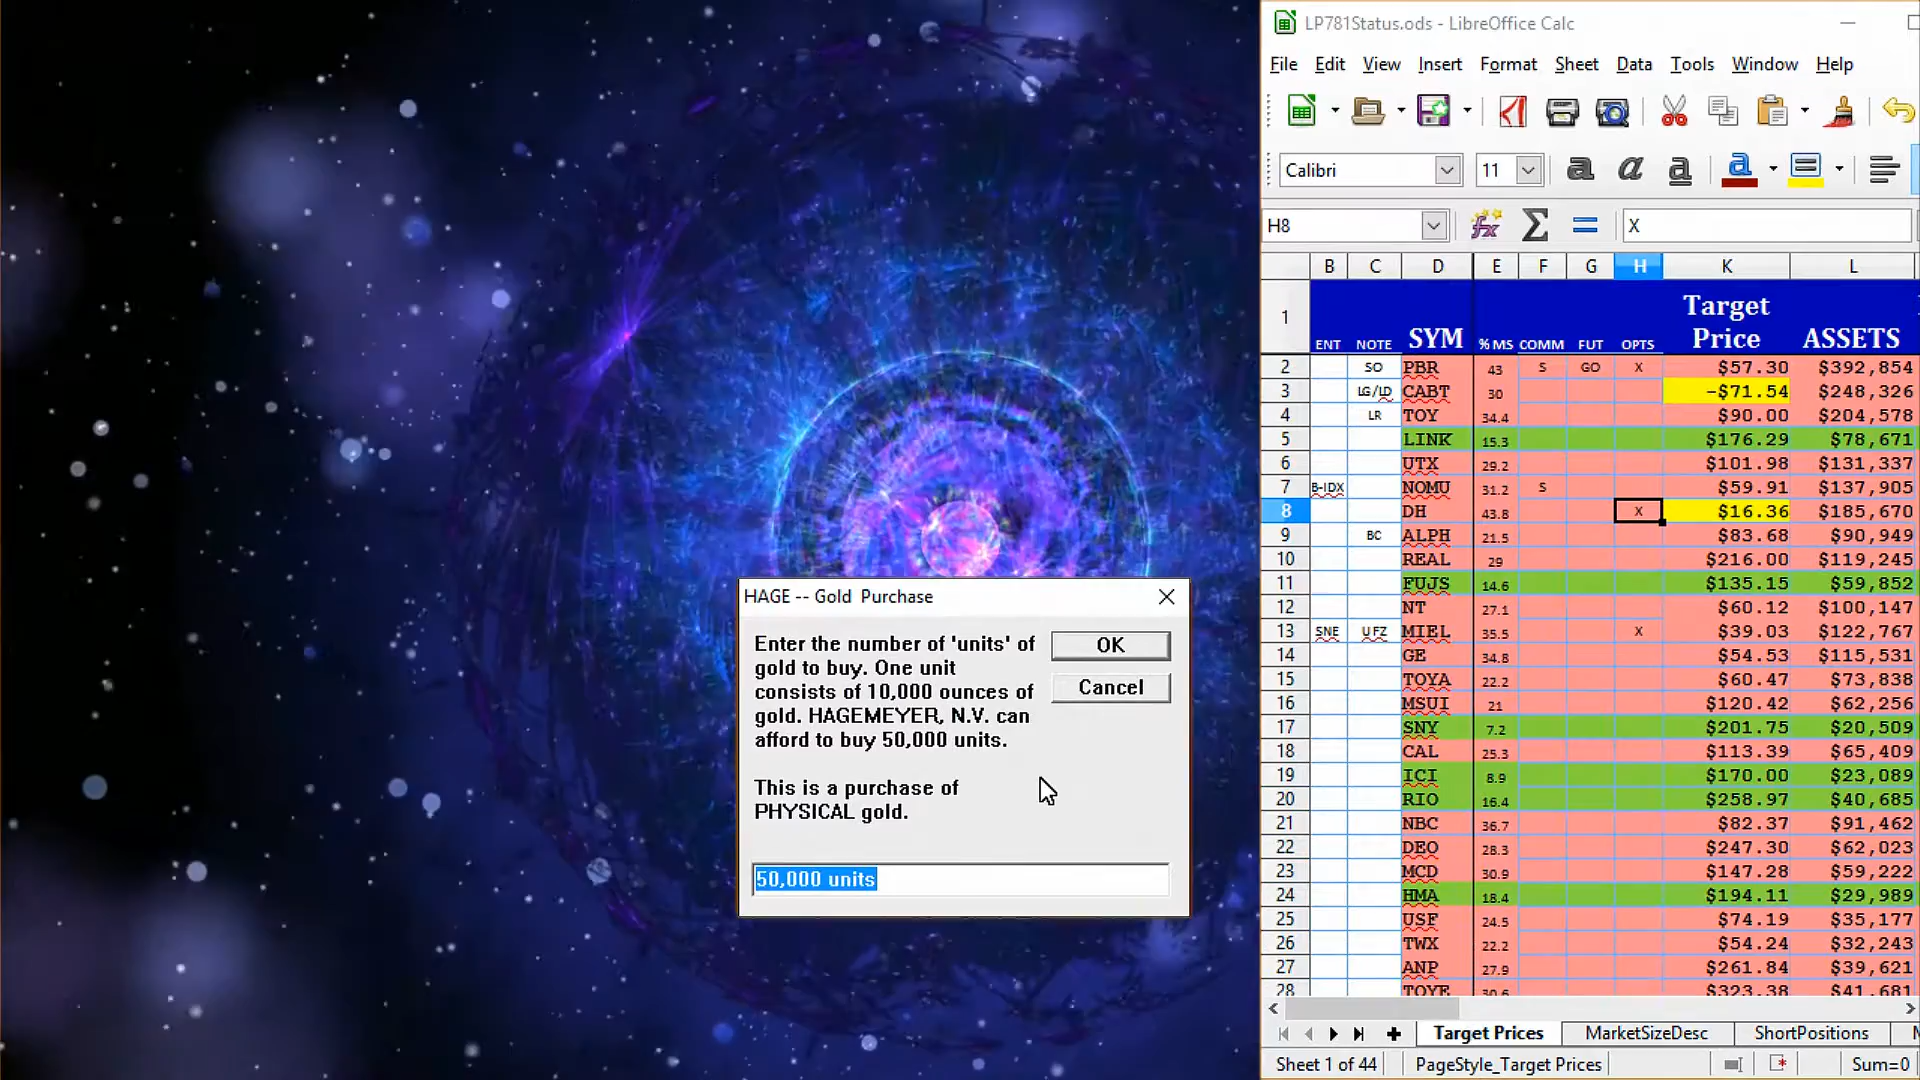 HAGE -- Gold Purchase
Enter the number of 'units' of
gold to buy. One unit
consists of 10,000 ounces of
gold. HAGEMEYER, N.V. can
afford to buy 50,000 units.
This is a purchase of
PHYSICAL gold.
OK
Cancel
50,000 units
LP781Status.ods - LibreOffice Calc
File Edit View Insert Format Sheet Data Tools Window Help
Calibri 11
H8 X
B C D E F G H K L
1 ENT NOTE SYM % MS COMM FUT OPTS Target Price ASSETS
2 SO PBR 43 S GO X $57.30 $392,854
3 LG/LD CABT 30 -$71.54 $248,326
4 LR TOY 34.4 $90.00 $204,578
5 LINK 15.3 $176.29 $78,671
6 UTX 29.2 $101.98 $131,337
7 B-IDX NOMU 31.2 S $59.91 $137,905
8 DH 43.8 X $16.36 $185,670
9 BC ALPH 21.5 $83.68 $90,949
10 REAL 29 $216.00 $119,245
11 FUJS 14.6 $135.15 $59,852
12 NT 27.1 $60.12 $100,147
13 SNE UFZ MIEL 35.5 X $39.03 $122,767
14 GE 34.8 $54.53 $115,531
15 TOYA 22.2 $60.47 $73,838
16 MSUI 21 $120.42 $62,256
17 SNY 7.2 $201.75 $20,509
18 CAL 25.3 $113.39 $65,409
19 ICI 8.9 $170.00 $23,089
20 RIO 16.4 $258.97 $40,685
21 NBC 36.7 $82.37 $91,462
22 DEO 28.3 $247.30 $62,023
23 MCD 30.9 $147.28 $59,222
24 HMA 18.4 $194.11 $29,989
25 USF 24.5 $74.19 $35,177
26 TWX 22.2 $54.24 $32,243
27 ANP 27.9 $261.84 $39,621
28 TOYE 30.6 $323.38 $41,681
Target Prices MarketSizeDesc ShortPositions
Sheet 1 of 44 PageStyle_Target Prices Sum=0